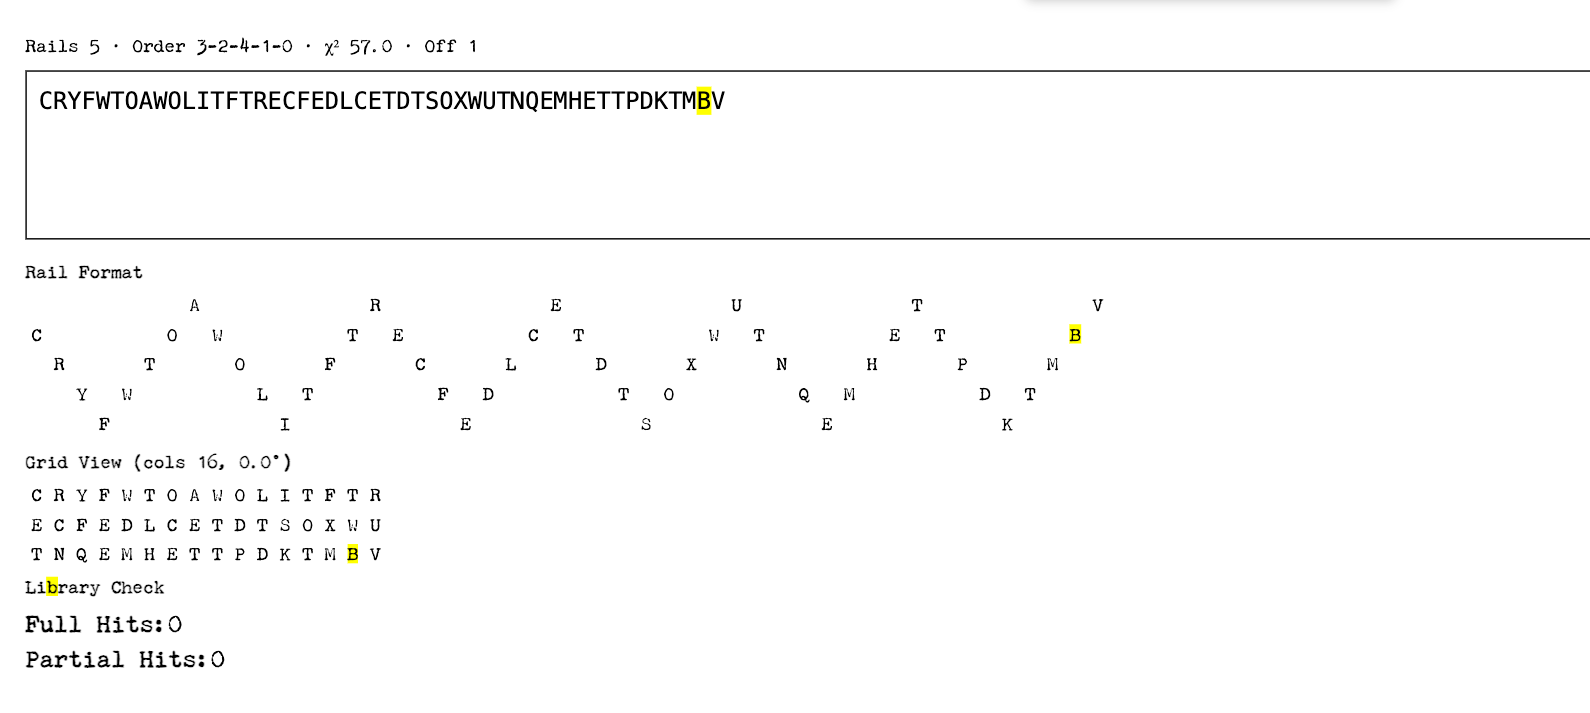 Rails 5 · Order 3-2-4-1-0 · χ² 57.0 · Off 1
CRYFWTOAWOLITFTRECFEDLCETDTSOXWUTNQEMHETTPDKTMBV
Rail Format
A R E U T V
C O W T E C T W T E T B
R T O F C L D X N H P M
Y W L T F D T O Q M D T
F I E S E K
Grid View (cols 16, 0.0°)
C R Y F W T O A W O L I T F T R
E C F E D L C E T D T S O X W U
T N Q E M H E T T P D K T M B V
Library Check
Full Hits:0
Partial Hits:0